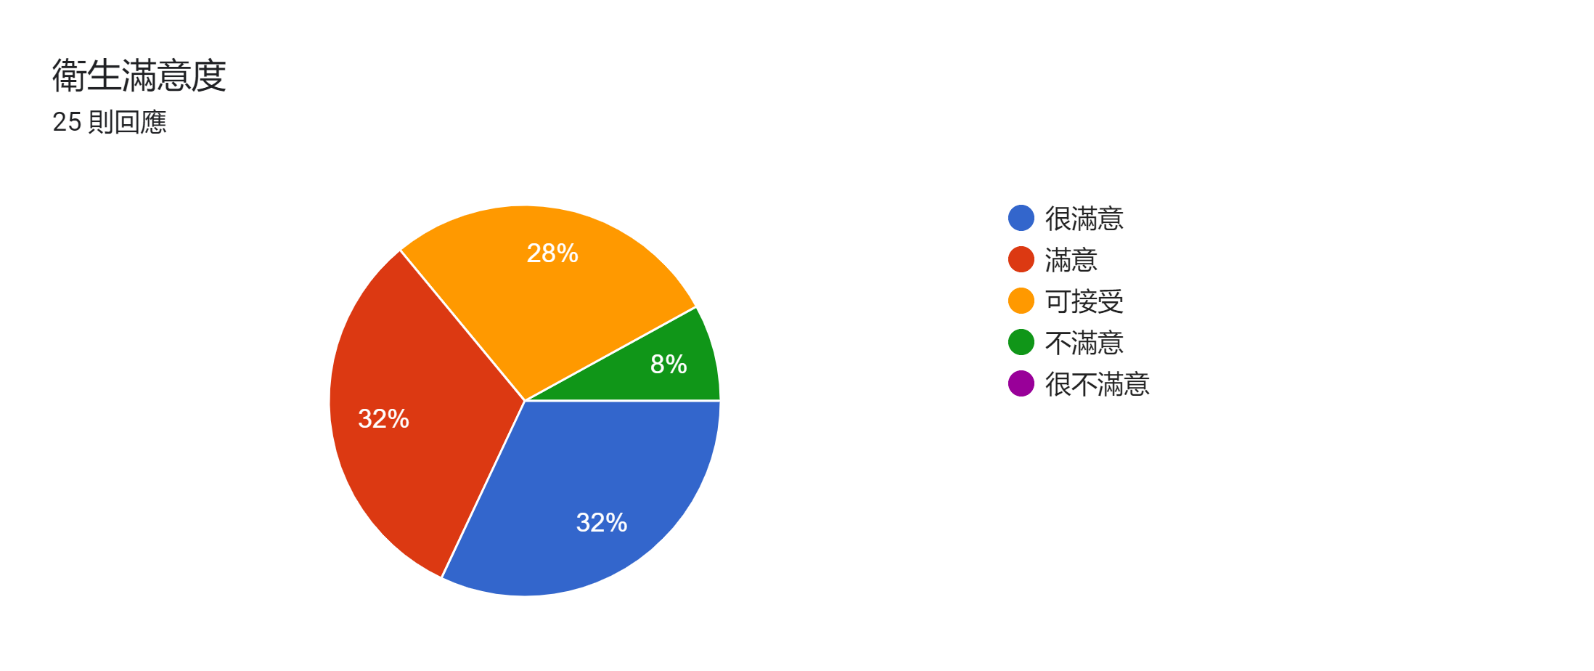 衛生滿意度
25 則回應
28%
8%
32%
32%
很滿意
滿意
可接受
不滿意
很不滿意